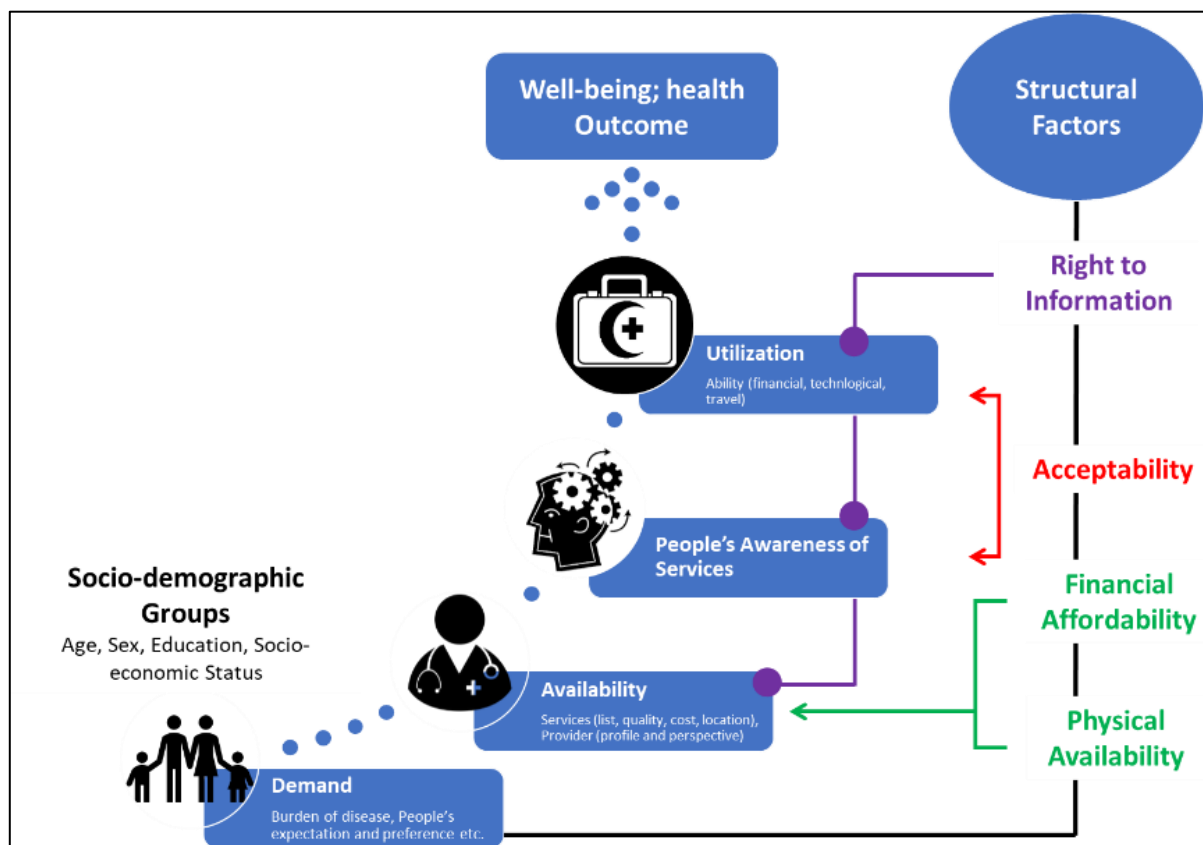 Well-being; health
Outcome
Structural
Factors
Right to
Information
Utilization
Ability (financial, technlogical,
travel)
Acceptability
People's Awareness of
Services
Financial
Affordability
Socio-demographic
Groups
Age, Sex, Education, Socio-
economic Status
Availability
Services (list, quality, cost, location),
Provider (profile and perspective)
Physical
Availability
Demand
Burden of disease, People's
expectation and preference etc.